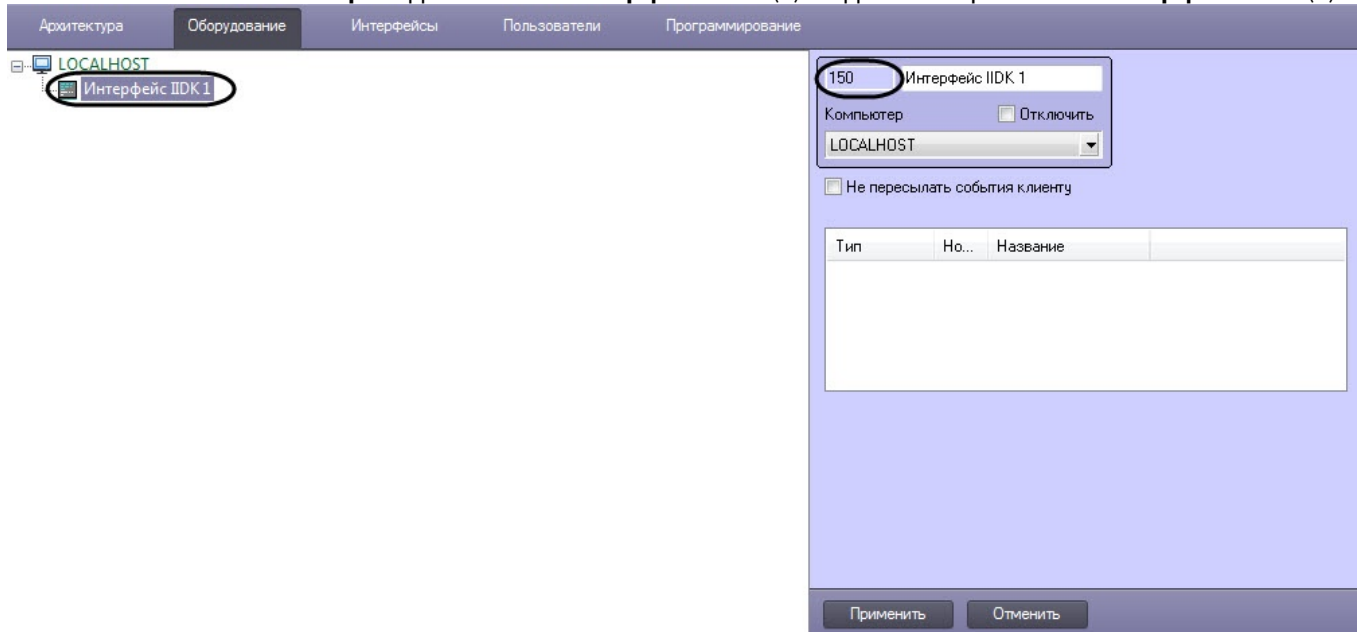 Архитектура Оборудование Интерфейсы Пользователи Программирование
LOCALHOST
Интерфейс IIDK 1
150 Интерфейс IIDK 1
Компьютер Отключить
LOCALHOST
Не пересылать события клиенту
Тип Но... Название
Применить Отменить